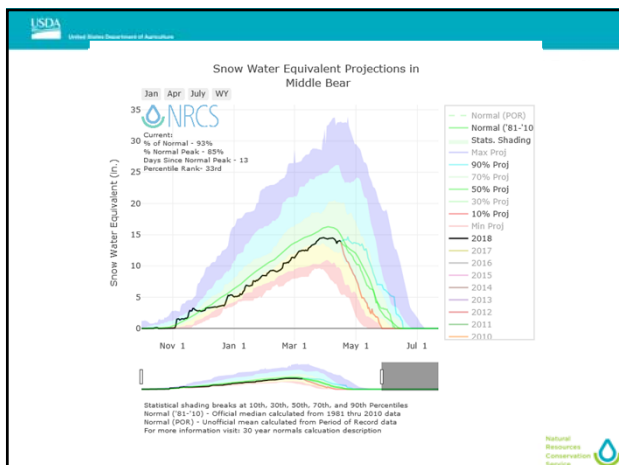 USDA
United States Department of Agriculture
Snow Water Equivalent Projections in
Middle Bear
Jan Apr July WY
NRCS
Current:
% of Normal - 93%
% Normal Peak - 85%
Days Since Normal Peak - 13
Percentile Rank- 33rd
Snow Water Equivalent (in.)
35
30
25
20
15
10
5
0
Nov 1 Jan 1 Mar 1 May 1 Jul 1
Normal (POR)
Normal ('81-'10
Stats. Shading
Max Proj
90% Proj
70% Proj
50% Proj
30% Proj
10% Proj
Min Proj
2018
2017
2016
2015
2014
2013
2012
2011
2010
Statistical shading breaks at 10th, 30th, 50th, 70th, and 90th Percentiles
Normal ('81-'10) - Official median calculated from 1981 thru 2010 data
Normal (POR) - Unofficial mean calculated from Period of Record data
For more information visit: 30 year normals calcuation description
Natural
Resources
Conservation
Service